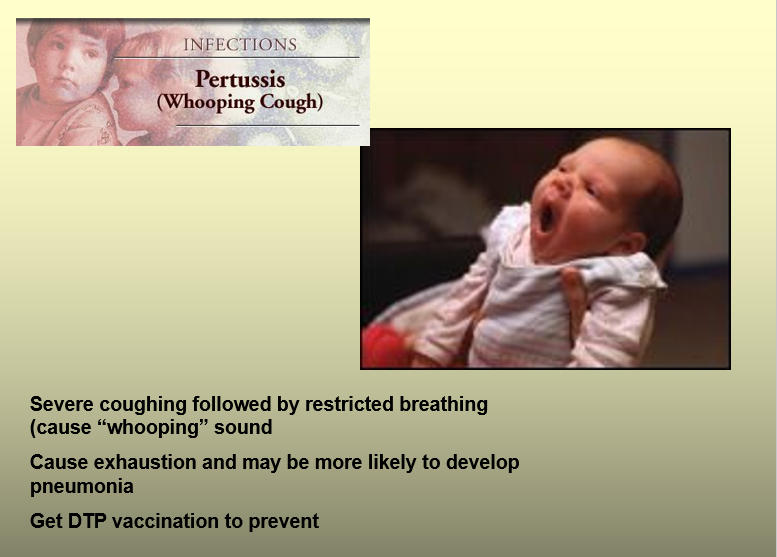 INFECTIONS
Pertussis
(Whooping Cough)
Severe coughing followed by restricted breathing
(cause “whooping” sound
Cause exhaustion and may be more likely to develop
pneumonia
Get DTP vaccination to prevent